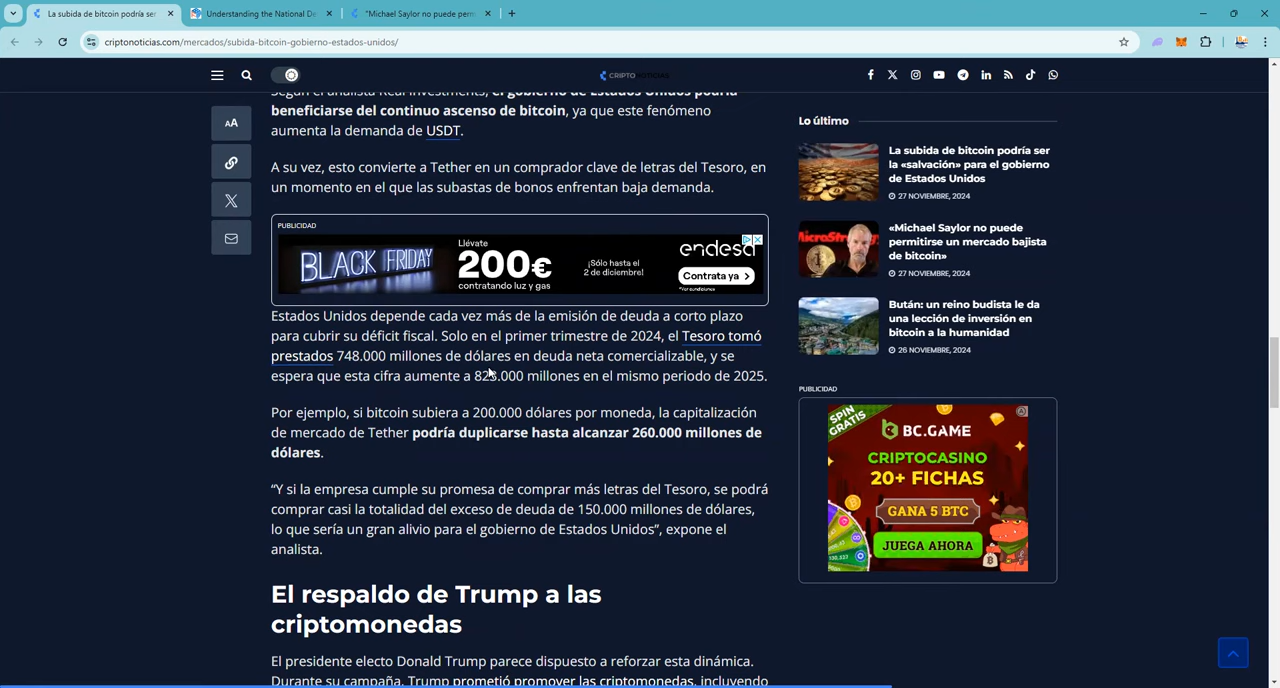 La subida de bitcoin podría ser
Understanding the National De
"Michael Saylor no puede perm
criptonoticias.com/mercados/subida-bitcoin-gobierno-estados-unidos/
CRIPTONOTICIAS
Según el analista Real Investments, el gobierno de Estados Unidos podría
beneficiarse del continuo ascenso de bitcoin, ya que este fenómeno
aumenta la demanda de USDT.
A su vez, esto convierte a Tether en un comprador clave de letras del Tesoro, en
un momento en el que las subastas de bonos enfrentan baja demanda.
PUBLICIDAD
BLACK FRIDAY
Llévate
200€
contratando luz y gas
¡Sólo hasta el
2 de diciembre!
endesa
Contrata ya >
*Ver condiciones
Estados Unidos depende cada vez más de la emisión de deuda a corto plazo
para cubrir su déficit fiscal. Solo en el primer trimestre de 2024, el Tesoro tomó
prestados 748.000 millones de dólares en deuda neta comercializable, y se
espera que esta cifra aumente a 823.000 millones en el mismo periodo de 2025.
Por ejemplo, si bitcoin subiera a 200.000 dólares por moneda, la capitalización
de mercado de Tether podría duplicarse hasta alcanzar 260.000 millones de
dólares.
“Y si la empresa cumple su promesa de comprar más letras del Tesoro, se podrá
comprar casi la totalidad del exceso de deuda de 150.000 millones de dólares,
lo que sería un gran alivio para el gobierno de Estados Unidos”, expone el
analista.
El respaldo de Trump a las
criptomonedas
El presidente electo Donald Trump parece dispuesto a reforzar esta dinámica.
Durante su campaña, Trump prometió promover las criptomonedas, incluyendo
AA
Lo último
La subida de bitcoin podría ser
la «salvación» para el gobierno
de Estados Unidos
27 NOVIEMBRE, 2024
MicroStrategy
«Michael Saylor no puede
permitirse un mercado bajista
de bitcoin»
27 NOVIEMBRE, 2024
Bután: un reino budista le da
una lección de inversión en
bitcoin a la humanidad
26 NOVIEMBRE, 2024
PUBLICIDAD
SPIN
GRATIS
BC.GAME
CRIPTOCASINO
20+ FICHAS
GANA 5 BTC
JUEGA AHORA